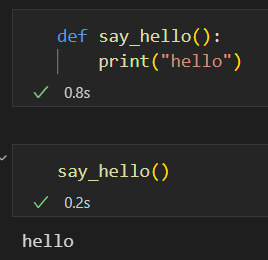 def say_hello():
    print("hello")
0.8s
say_hello()
0.2s
hello